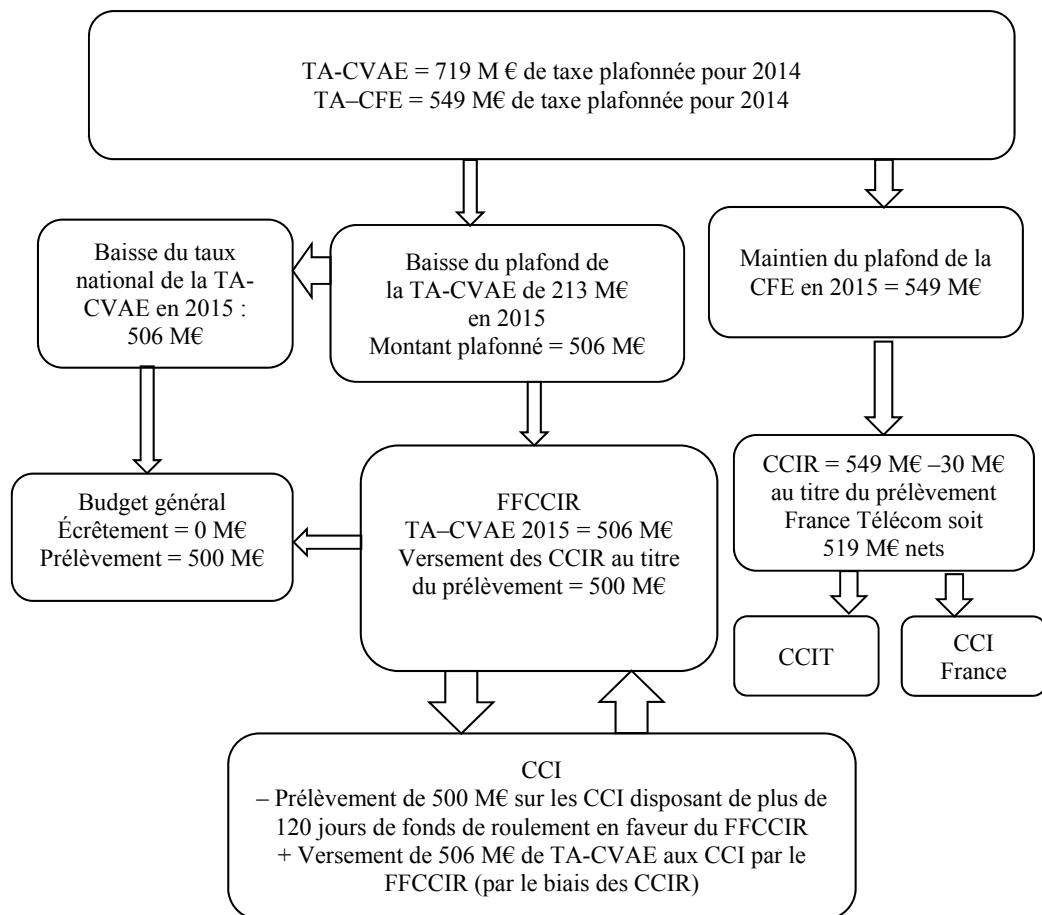 TA-CVAE = 719 M € de taxe plafonnée pour 2014
TA–CFE = 549 M€ de taxe plafonnée pour 2014
Baisse du taux
national de la TA-
CVAE en 2015 :
506 M€
Baisse du plafond de
la TA-CVAE de 213 M€
en 2015
Montant plafonné = 506 M€
Maintien du plafond de la
CFE en 2015 = 549 M€
Budget général
Écrêtement = 0 M€
Prélèvement = 500 M€
FFCCIR
TA–CVAE 2015 = 506 M€
Versement des CCIR au titre
du prélèvement = 500 M€
CCIR = 549 M€ –30 M€
au titre du prélèvement
France Télécom soit
519 M€ nets
CCIT
CCI
France
CCI
– Prélèvement de 500 M€ sur les CCI disposant de plus de
120 jours de fonds de roulement en faveur du FFCCIR
+ Versement de 506 M€ de TA-CVAE aux CCI par le
FFCCIR (par le biais des CCIR)